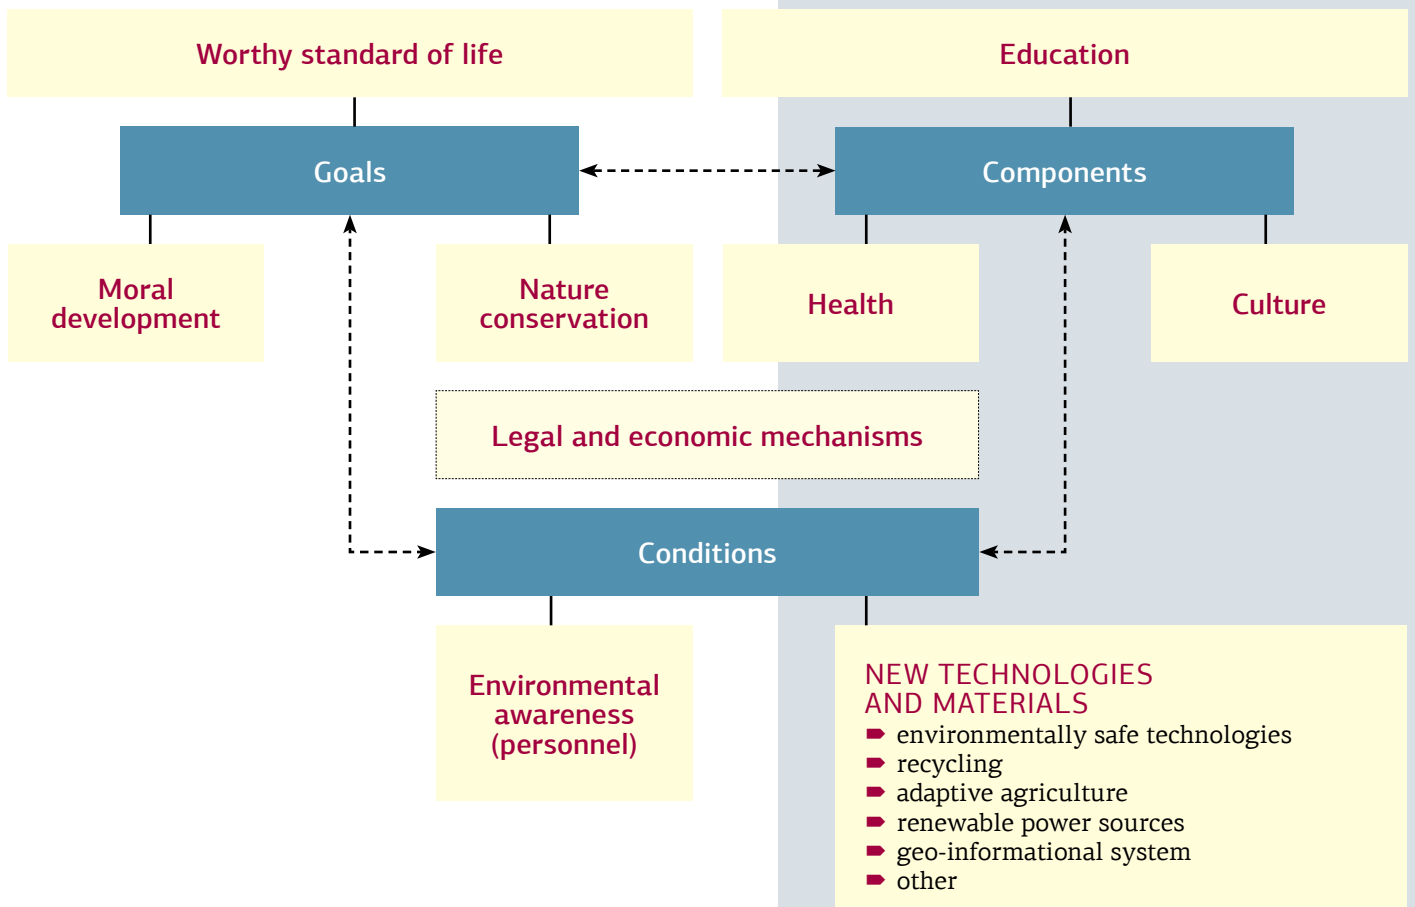 Worthy standard of life
Education
Goals
Components
Moral
development
Nature
conservation
Health
Culture
Legal and economic mechanisms
Conditions
Environmental
awareness
(personnel)
NEW TECHNOLOGIES
AND MATERIALS
environmentally safe technologies
recycling
adaptive agriculture
renewable power sources
geo-informational system
other